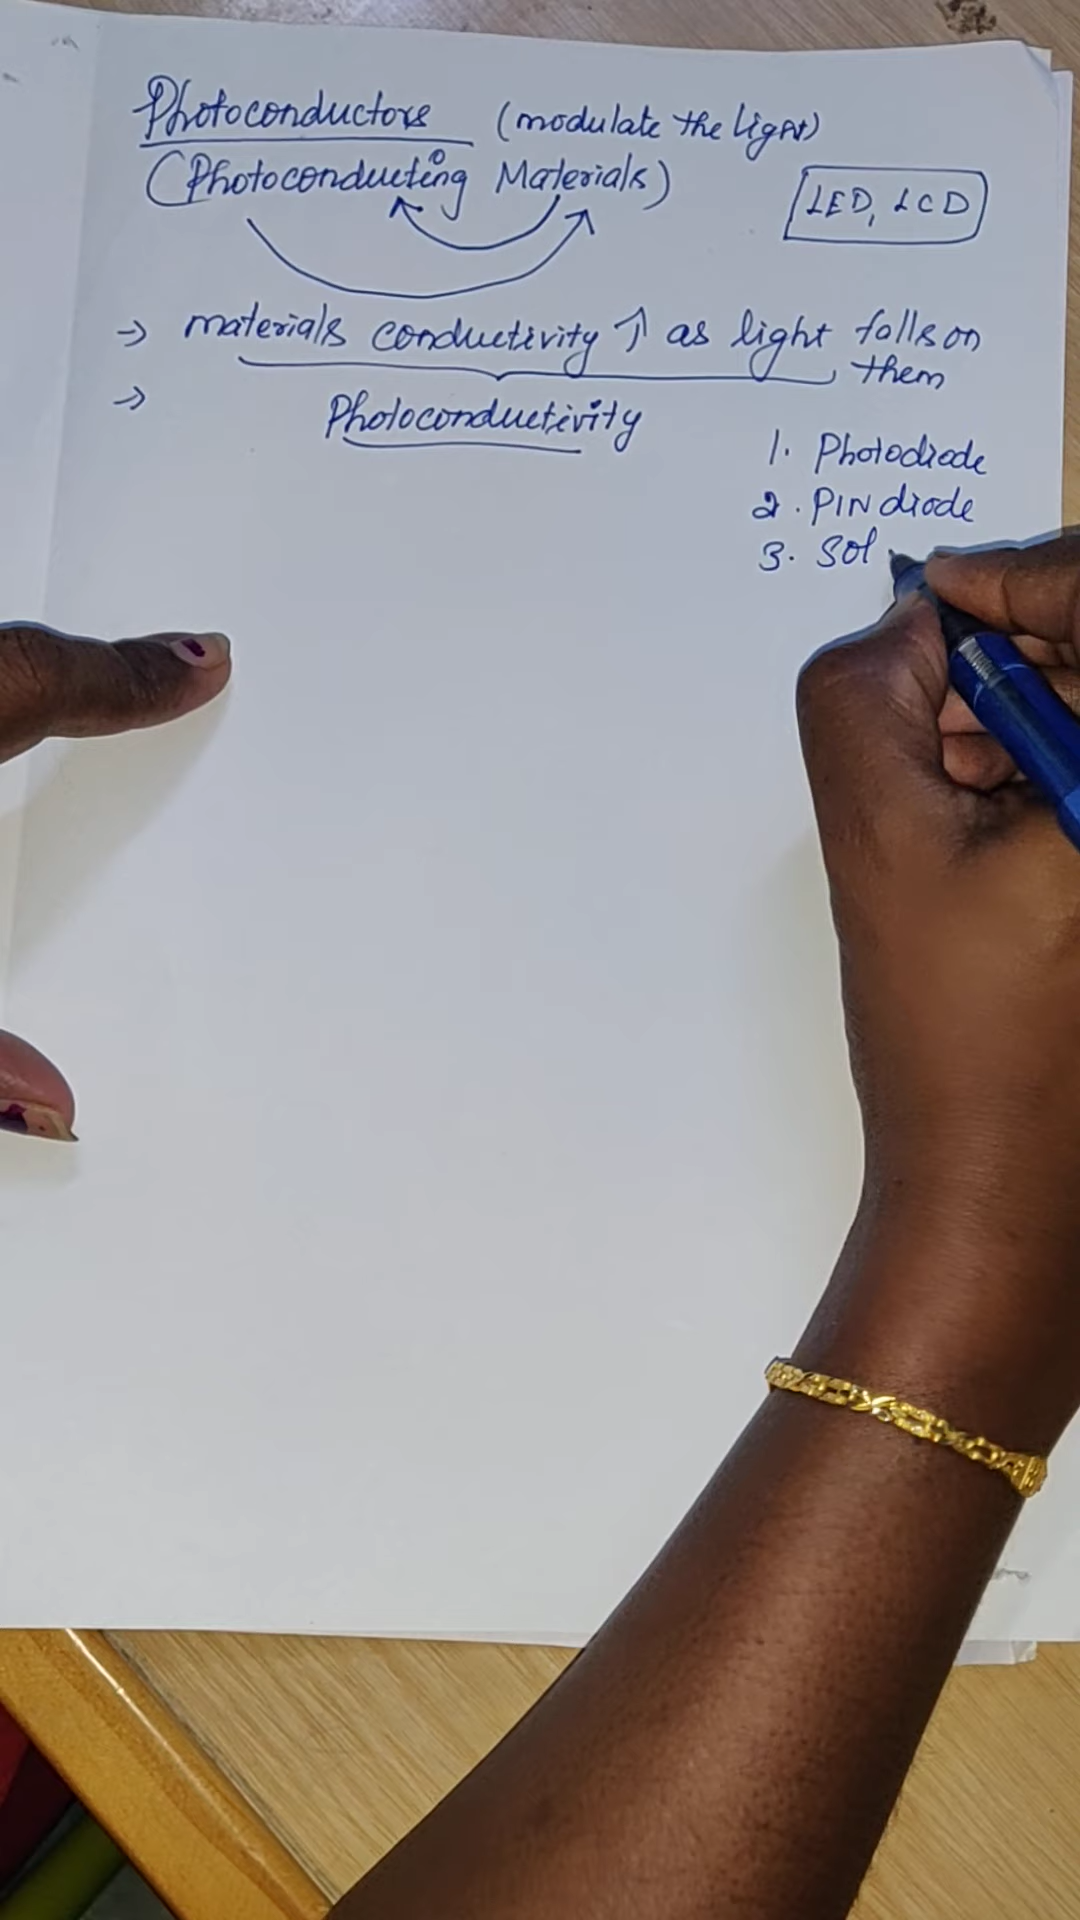 Photoconductors (modulate the light)
(Photoconducting Materials)
LED, LCD
→ materials conductivity ↑ as light falls on
them
→
Photoconductivity
1. Photodiode
2. PIN diode
3. Sol